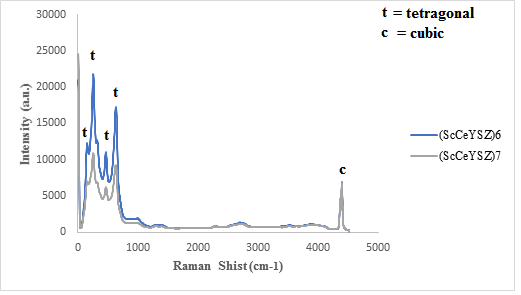 t = tetragonal
c = cubic
30000
25000
20000
15000
10000
5000
0
Intensity (a.u.)
t
t
t
t
c
(ScCeYSZ)6
(ScCeYSZ)7
0 1000 2000 3000 4000 5000
Raman Shist (cm-1)